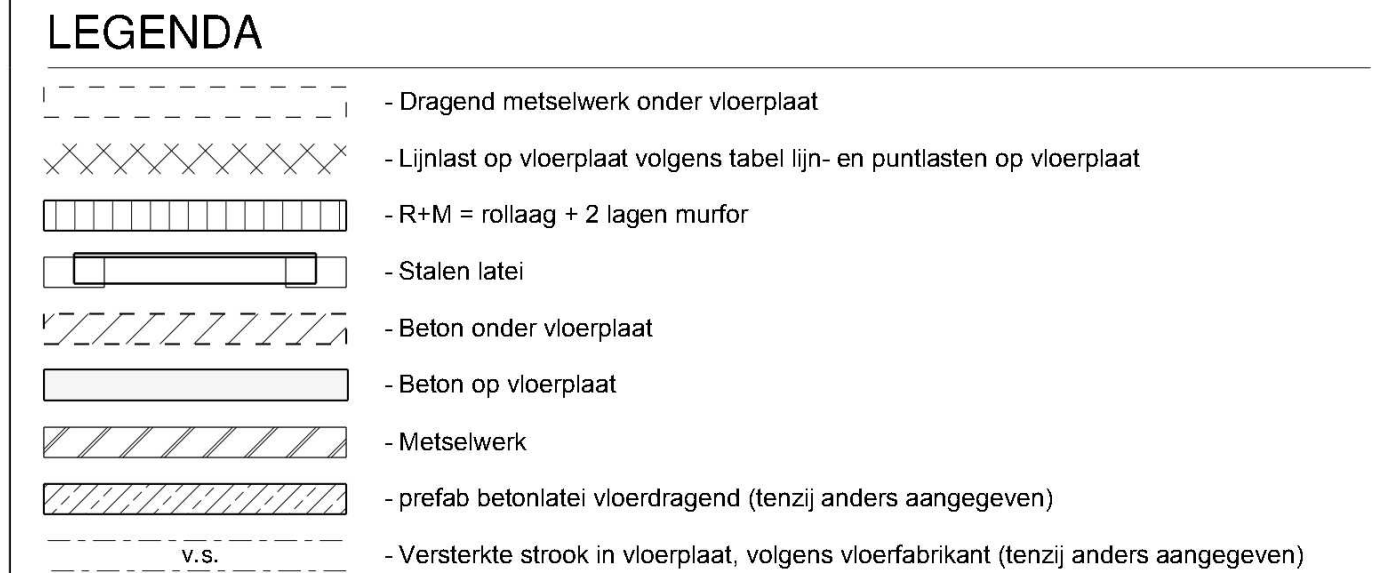 LEGENDA
- Dragend metselwerk onder vloerplaat
- Lijnlast op vloerplaat volgens tabel lijn- en puntlasten op vloerplaat
- R+M = rollaag + 2 lagen murfor
- Stalen latei
- Beton onder vloerplaat
- Beton op vloerplaat
- Metselwerk
- prefab betonlatei vloerdragend (tenzij anders aangegeven)
v.s. - Versterkte strook in vloerplaat, volgens vloerfabrikant (tenzij anders aangegeven)